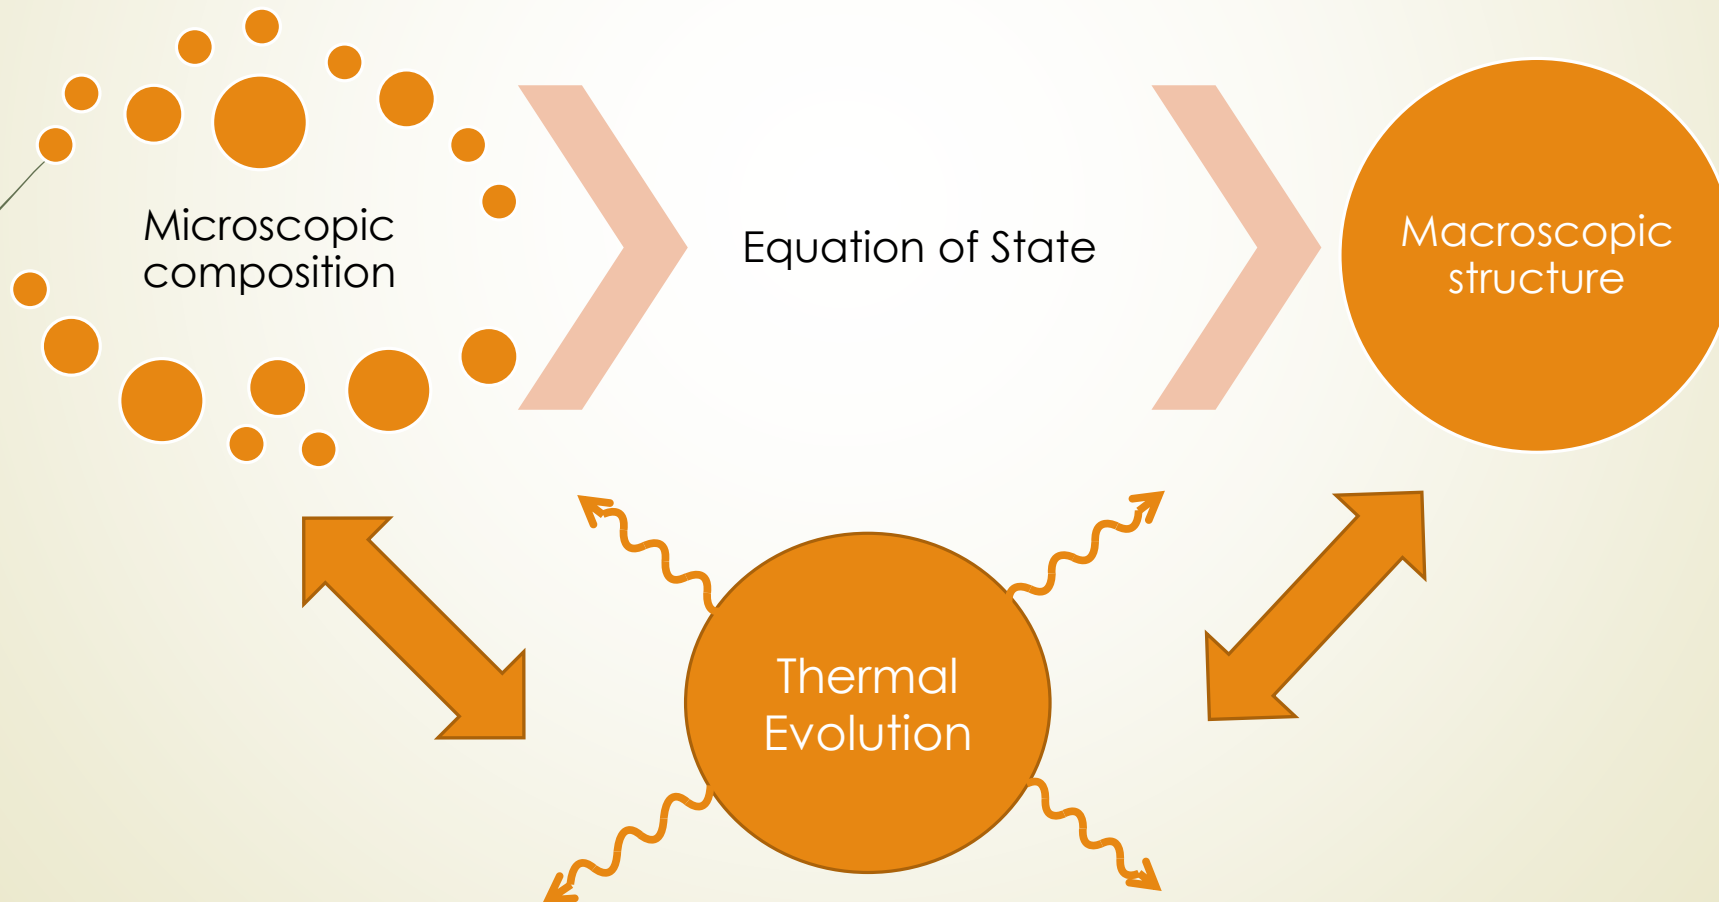 Microscopic
composition
Equation of State
Macroscopic
structure
Thermal
Evolution